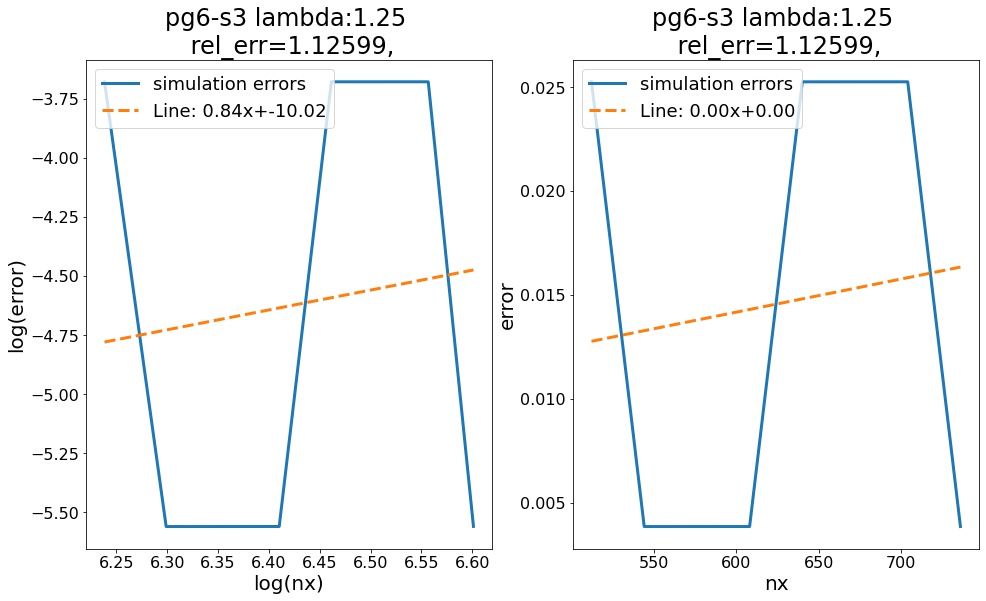 pg6-s3 lambda:1.25
rel_err=1.12599,
simulation errors
Line: 0.84x+-10.02
log(error)
−3.75
−4.00
−4.25
−4.50
−4.75
−5.00
−5.25
−5.50
6.25 6.30 6.35 6.40 6.45 6.50 6.55 6.60
log(nx)
pg6-s3 lambda:1.25
rel_err=1.12599,
simulation errors
Line: 0.00x+0.00
error
0.025
0.020
0.015
0.010
0.005
550 600 650 700
nx